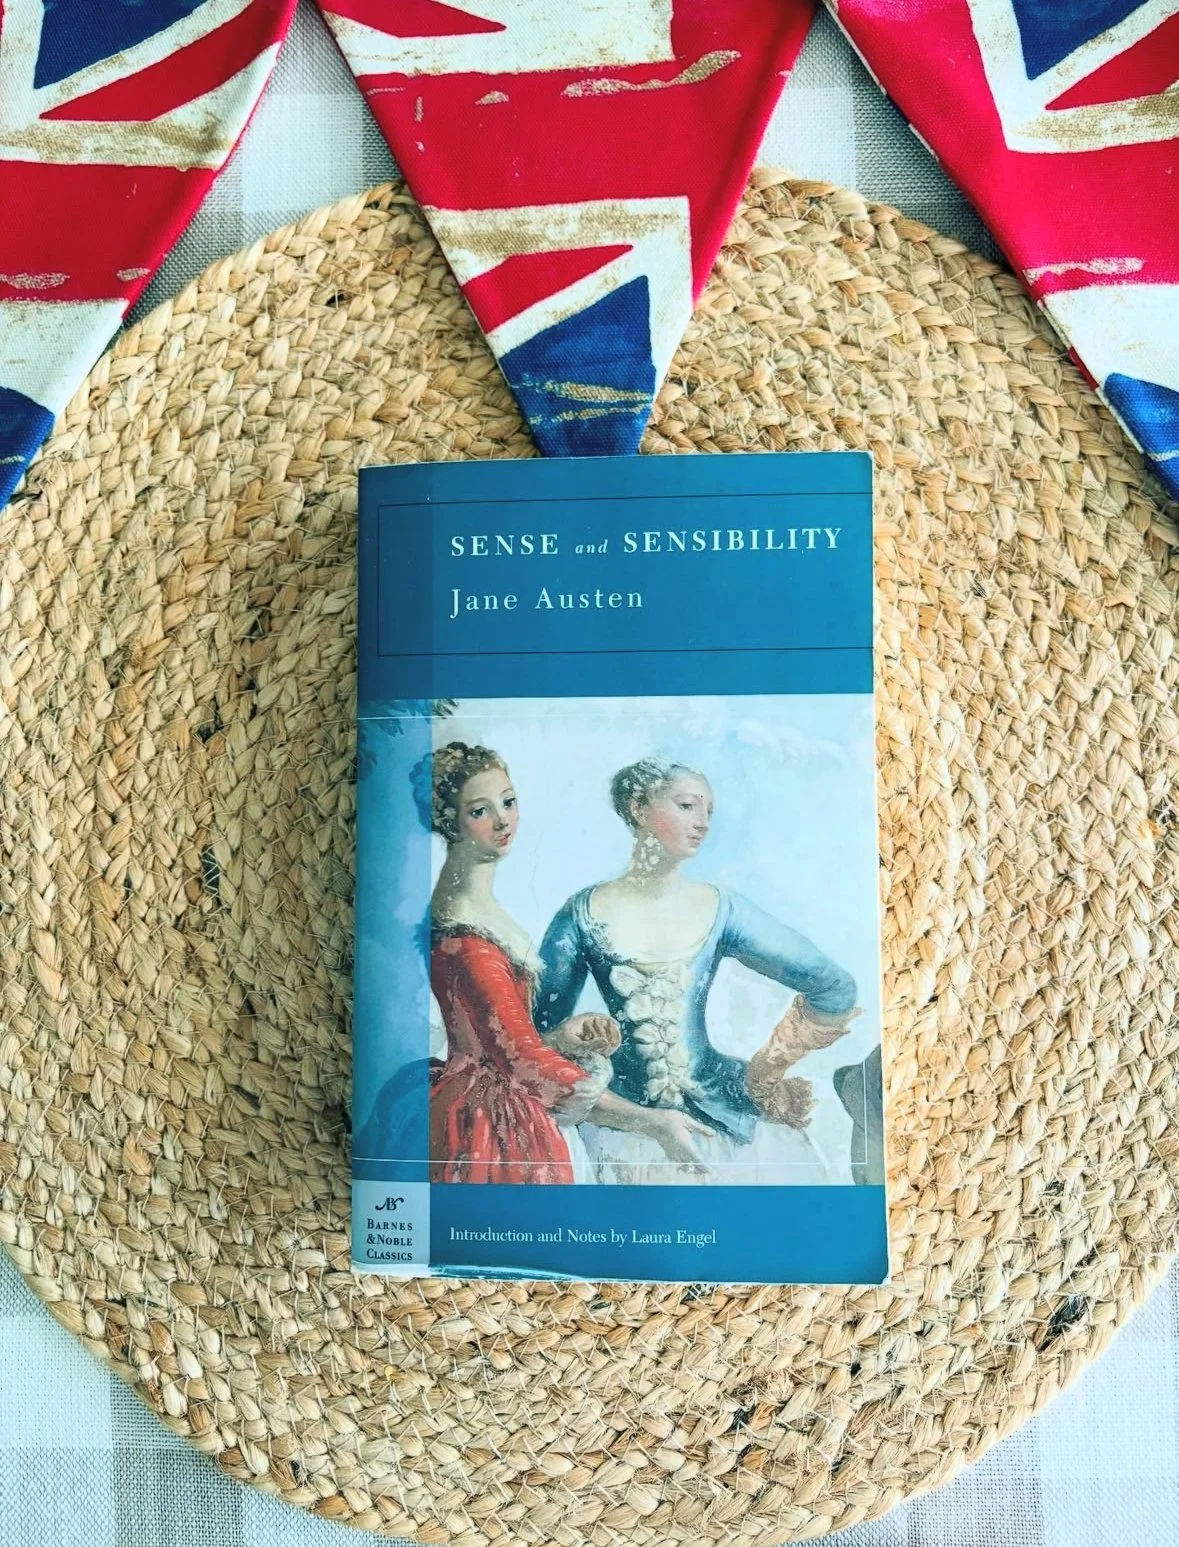 SENSE and SENSIBILITY
Jane Austen
BARNES
& NOBLE
CLASSICS
Introduction and Notes by Laura Engel